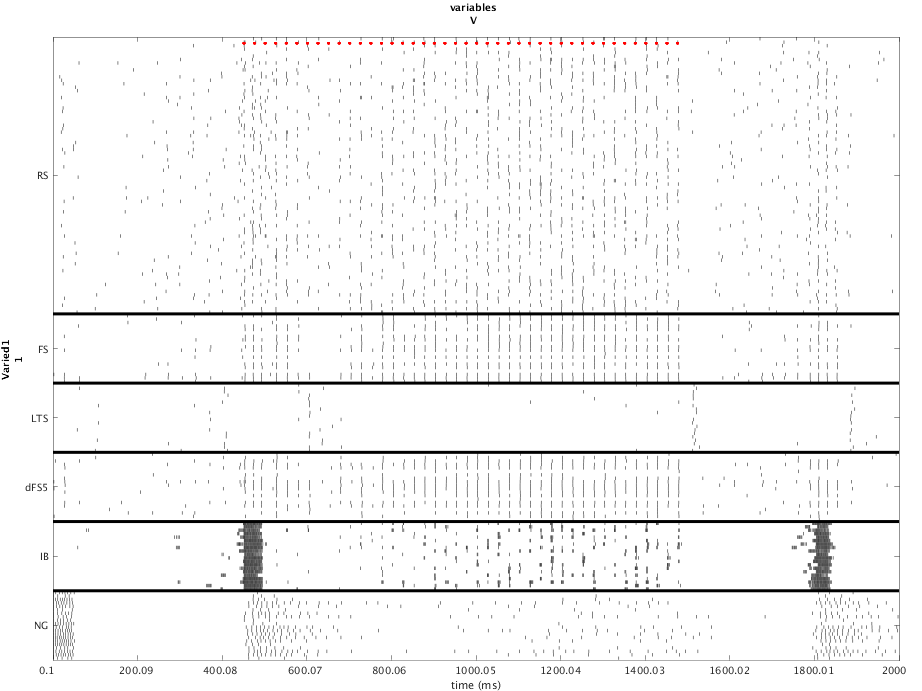 variables
V
RS
FS
LTS
dFS5
IB
NG
Varied1
1
0.1 200.09 400.08 600.07 800.06 1000.05 1200.04 1400.03 1600.02 1800.01 2000
time (ms)